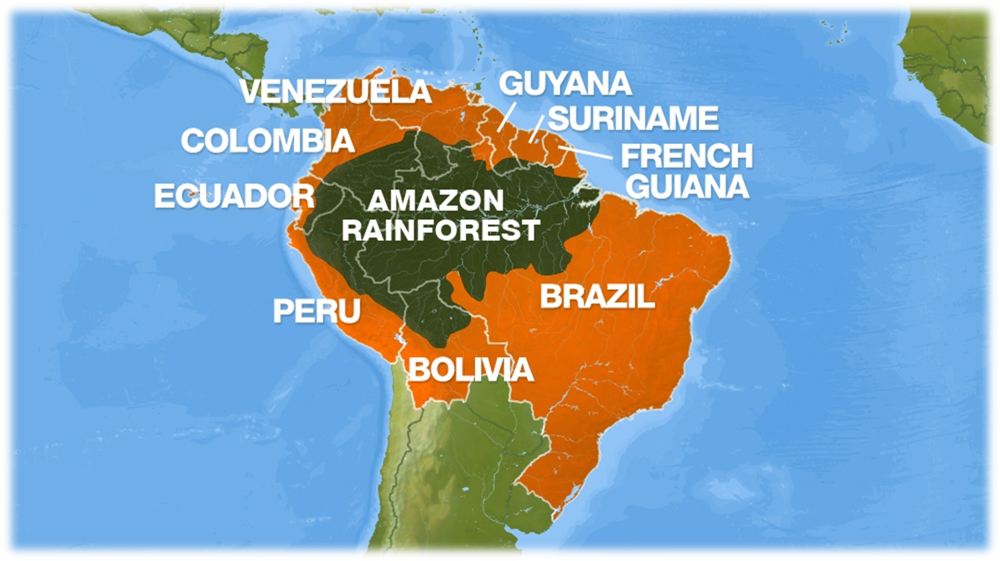 VENEZUELA
GUYANA
SURINAME
COLOMBIA
FRENCH
GUIANA
ECUADOR
AMAZON
RAINFOREST
BRAZIL
PERU
BOLIVIA